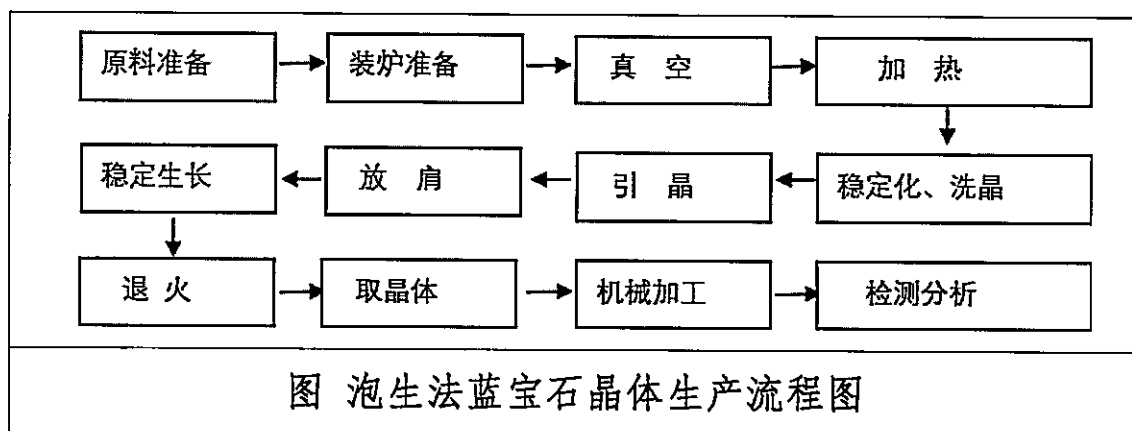 原料准备 装炉准备 真 空 加 热
稳定生长 放 肩 引 晶 稳定化、洗晶
退 火 取晶体 机械加工 检测分析
图 泡生法蓝宝石晶体生产流程图